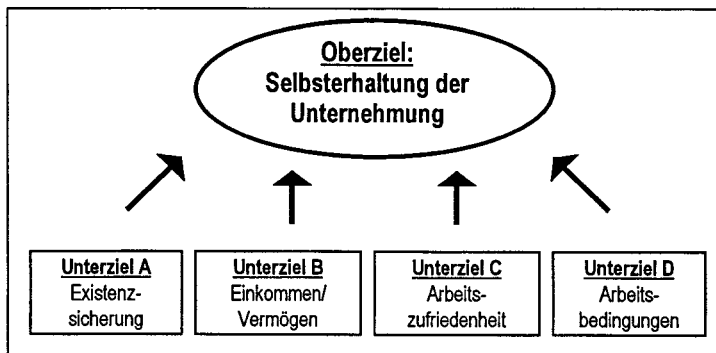 Oberziel:
Selbsterhaltung der
Unternehmung
Unterziel A
Existenz-
sicherung
Unterziel B
Einkommen/
Vermögen
Unterziel C
Arbeits-
zufriedenheit
Unterziel D
Arbeits-
bedingungen